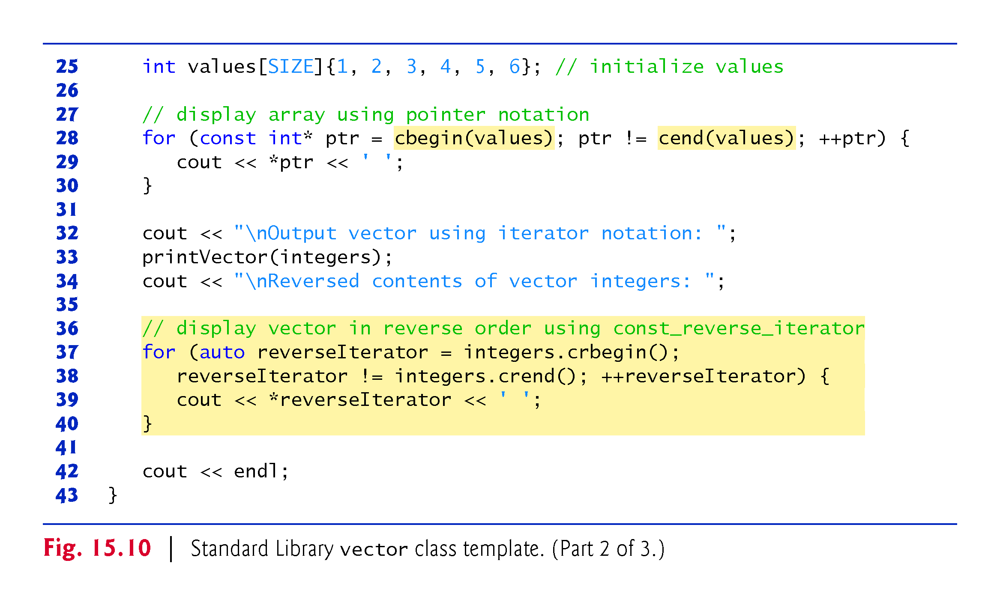 25 int values[SIZE]{1, 2, 3, 4, 5, 6}; // initialize values
26
27 // display array using pointer notation
28 for (const int* ptr = cbegin(values); ptr != cend(values); ++ptr) {
29 cout << *ptr << ' ';
30 }
31
32 cout << "\nOutput vector using iterator notation: ";
33 printVector(integers);
34 cout << "\nReversed contents of vector integers: ";
35
36 // display vector in reverse order using const_reverse_iterator
37 for (auto reverseIterator = integers.crbegin();
38 reverseIterator != integers.crend(); ++reverseIterator) {
39 cout << *reverseIterator << ' ';
40 }
41
42 cout << endl;
43 }
Fig. 15.10 | Standard Library vector class template. (Part 2 of 3.)